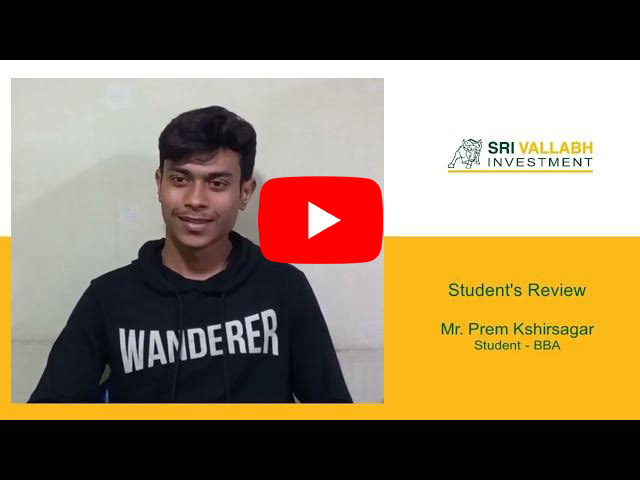 WANDERER
SRI VALLABH
INVESTMENT
Student's Review
Mr. Prem Kshirsagar
Student - BBA